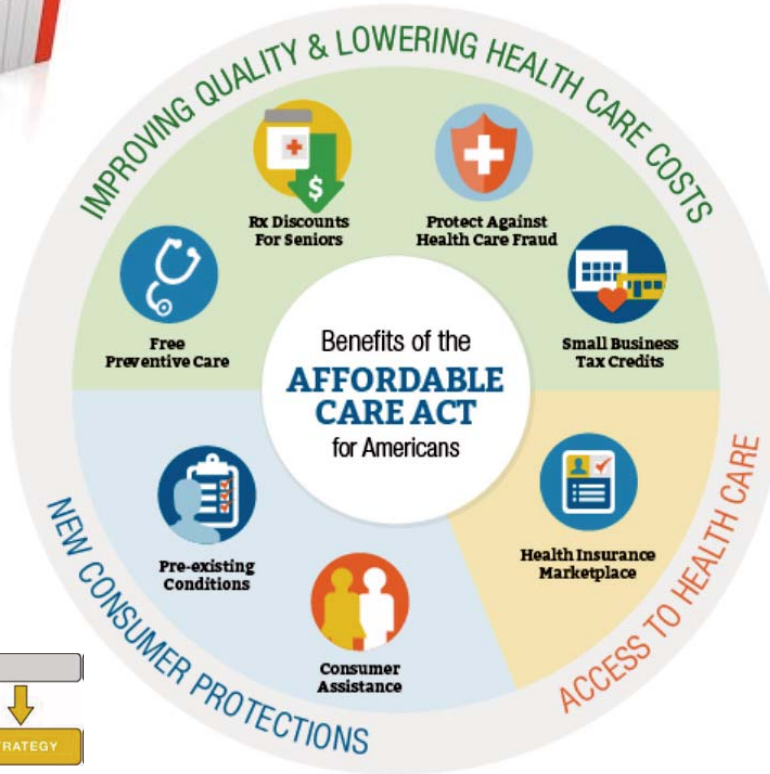 IMPROVING QUALITY & LOWERING HEALTH CARE COSTS
Rx Discounts
For Seniors
Protect Against
Health Care Fraud
Free
Preventive Care
Small Business
Tax Credits
Benefits of the
AFFORDABLE
CARE ACT
for Americans
Pre-existing
Conditions
Health Insurance
Marketplace
Consumer
Assistance
NEW CONSUMER PROTECTIONS
ACCESS TO HEALTH CARE